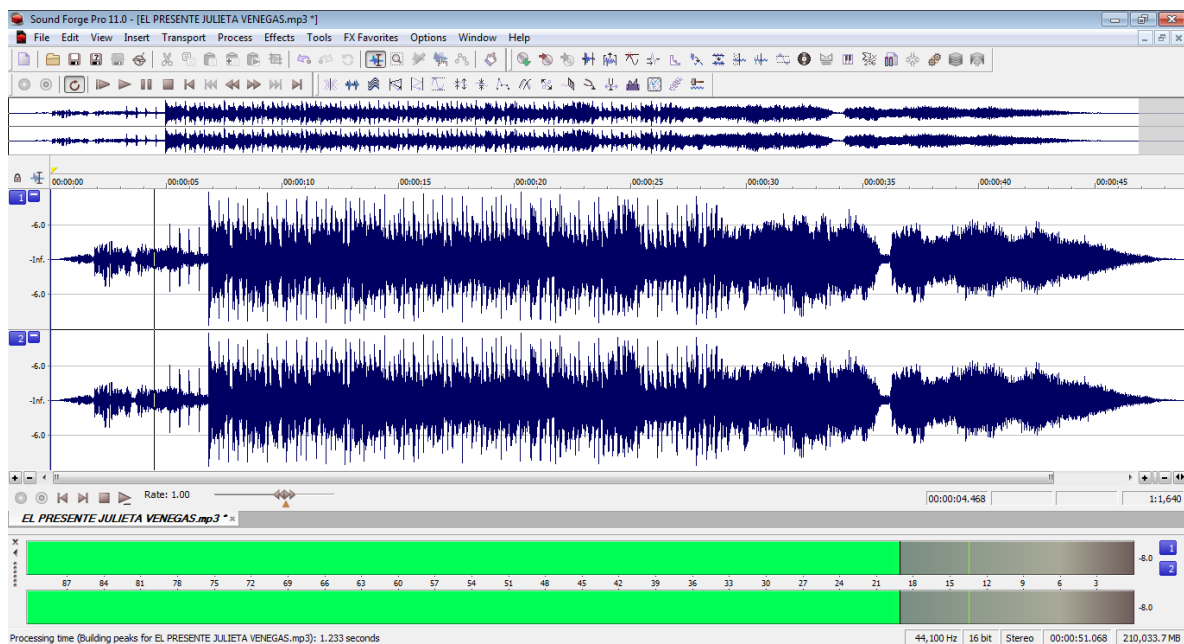 Sound Forge Pro 11.0 - [EL PRESENTE JULIETA VENEGAS.mp3 *]
File Edit View Insert Transport Process Effects Tools FX Favorites Options Window Help
00:00:00 00:00:05 00:00:10 00:00:15 00:00:20 00:00:25 00:00:30 00:00:35 00:00:40 00:00:45
1
-6.0
-Inf.
-6.0
2
-6.0
-Inf.
-6.0
Rate: 1.00 00:00:04.468 1:1,640
EL PRESENTE JULIETA VENEGAS.mp3 *
1
-8.0
2
87 84 81 78 75 72 69 66 63 60 57 54 51 48 45 42 39 36 33 30 27 24 21 18 15 12 9 6 3
-8.0
Processing time (Building peaks for EL PRESENTE JULIETA VENEGAS.mp3): 1.233 seconds 44,100 Hz 16 bit Stereo 00:00:51.068 210,033.7 MB